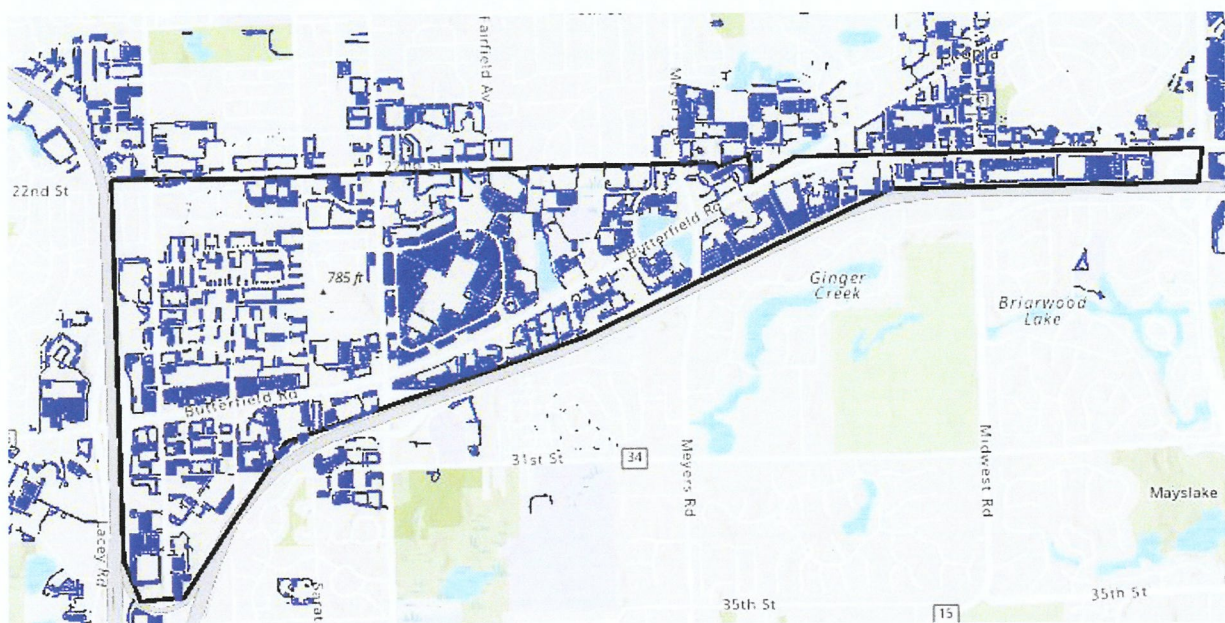 Fairfield Av
22nd St
785 ft
Butterfield Rd
Butterfield Rd
Ginger
Creek
Briarwood
Lake
31st St
34
Meyers Rd
Midwest Rd
Mayslake
Lacey Rd
35th St
15
35th St